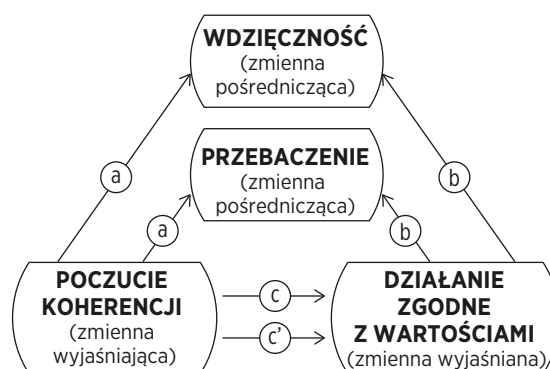 WDZIĘCZNOŚĆ
(zmienna
pośrednicząca)
a
b
PRZEBACZENIE
(zmienna
pośrednicząca)
a
b
POCZUCIE
KOHERENCJI
(zmienna
wyjaśniająca)
c
c’
DZIAŁANIE
ZGODNE
Z WARTOŚCIAMI
(zmienna wyjaśniana)